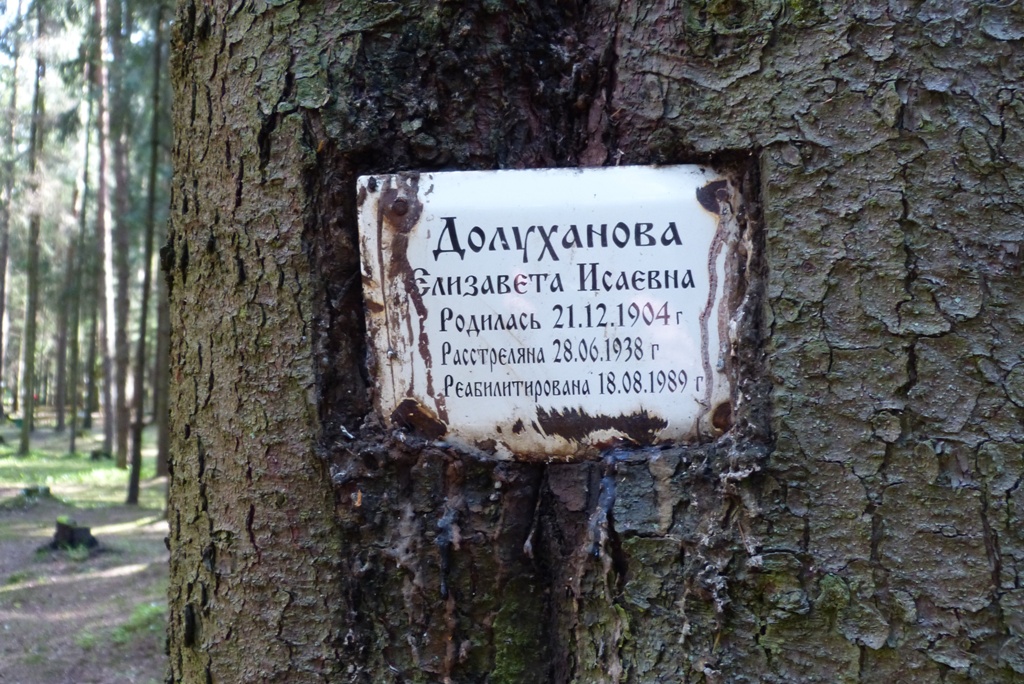 Долуханова
Елизавета Исаевна
Родилась 21.12.1904 г
Расстреляна 28.06.1938 г
Реабилитирована 18.08.1989 г